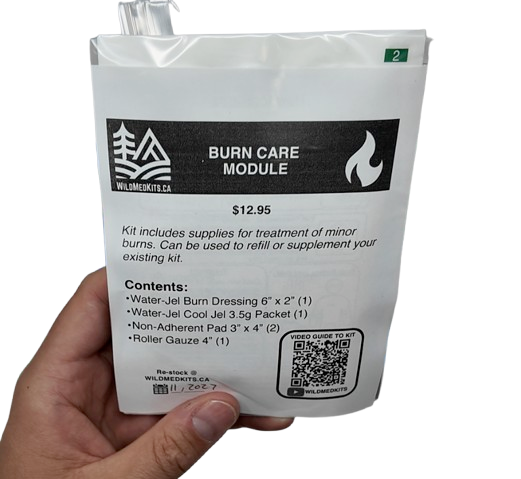 2
WILDMEDKITS.CA
BURN CARE
MODULE
$12.95
Kit includes supplies for treatment of minor
burns. Can be used to refill or supplement your
existing kit.
Contents:
•Water-Jel Burn Dressing 6” x 2” (1)
•Water-Jel Cool Jel 3.5g Packet (1)
•Non-Adherent Pad 3” x 4” (2)
•Roller Gauze 4” (1)
VIDEO GUIDE TO KIT
WILDMEDKITS
Re-stock @
WILDMEDKITS.CA
11, 2027